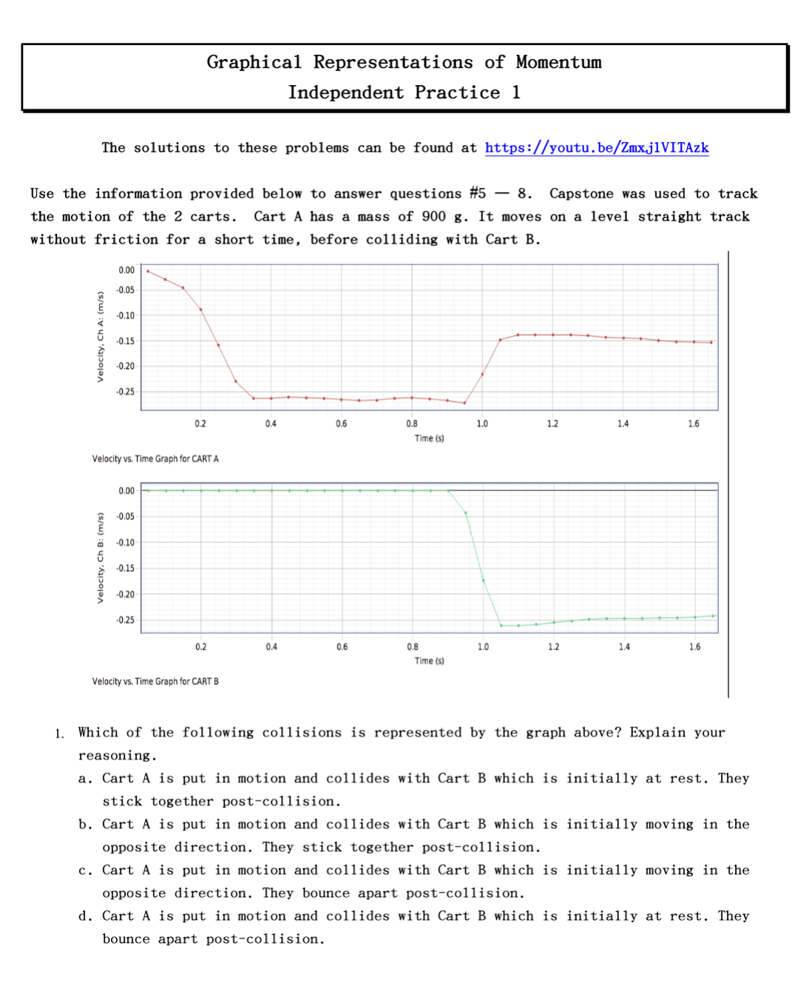 Graphical Representations of Momentum
Independent Practice 1
The solutions to these problems can be found at https://youtu.be/Zmxj1VITAzk
Use the information provided below to answer questions #5 — 8. Capstone was used to track
the motion of the 2 carts. Cart A has a mass of 900 g. It moves on a level straight track
without friction for a short time, before colliding with Cart B.
Velocity, Ch A: (m/s)
0.00
-0.05
-0.10
-0.15
-0.20
-0.25
0.2 0.4 0.6 0.8 1.0 1.2 1.4 1.6
Time (s)
Velocity vs. Time Graph for CART A
Velocity, Ch B: (m/s)
0.00
-0.05
-0.10
-0.15
-0.20
-0.25
0.2 0.4 0.6 0.8 1.0 1.2 1.4 1.6
Time (s)
Velocity vs. Time Graph for CART B
1. Which of the following collisions is represented by the graph above? Explain your
reasoning.
a. Cart A is put in motion and collides with Cart B which is initially at rest. They
stick together post-collision.
b. Cart A is put in motion and collides with Cart B which is initially moving in the
opposite direction. They stick together post-collision.
c. Cart A is put in motion and collides with Cart B which is initially moving in the
opposite direction. They bounce apart post-collision.
d. Cart A is put in motion and collides with Cart B which is initially at rest. They
bounce apart post-collision.